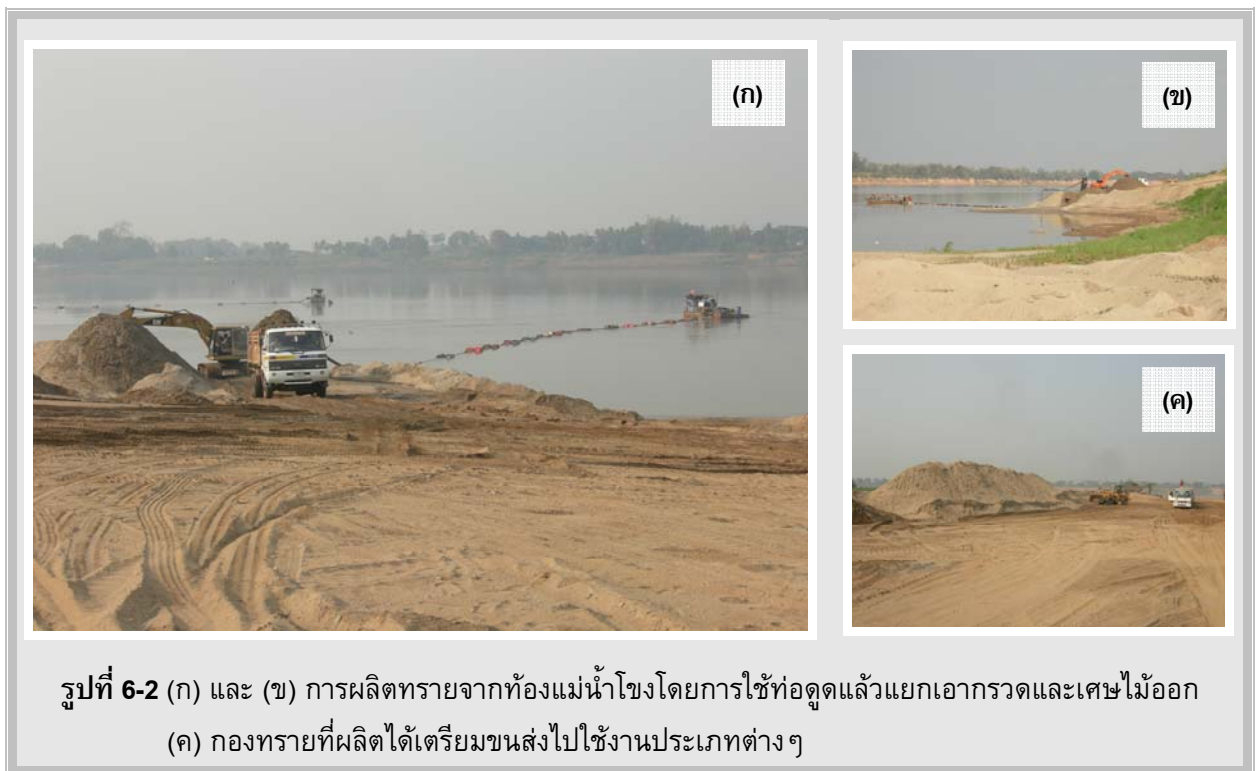 (ก)
(ข)
(ค)
รูปที่ 6-2 (ก) และ (ข) การผลิตทรายจากท้องแม่น้ำโขงโดยการใช้ท่อดูดแล้วแยกเอากรวดและเศษไม้ออก
(ค) กองทรายที่ผลิตได้เตรียมขนส่งไปใช้งานประเภทต่างๆ